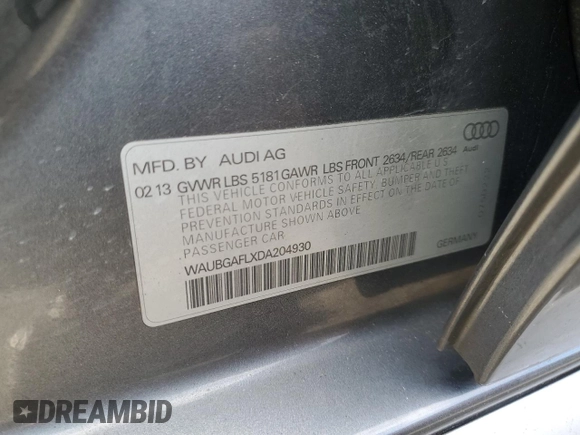 MFD. BY AUDI AG
02 13 GVWR LBS 5181 GAWR LBS FRONT 2634/REAR 2634
THIS VEHICLE CONFORMS TO ALL APPLICABLE U.S.
FEDERAL MOTOR VEHICLE SAFETY, BUMPER AND THEFT
PREVENTION STANDARDS IN EFFECT ON DATE OF
MANUFACTURE SHOWN ABOVE.
PASSENGER CAR
WAUBGAFLXDA204930
GERMANY
Audi
DREAMBID